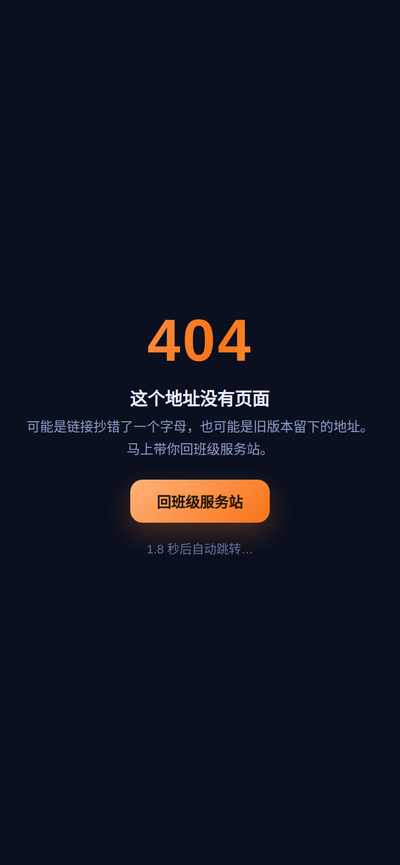 404
这个地址没有页面
可能是链接抄错了一个字母，也可能是旧版本留下的地址。
马上带你回班级服务站。
回班级服务站
1.8 秒后自动跳转…